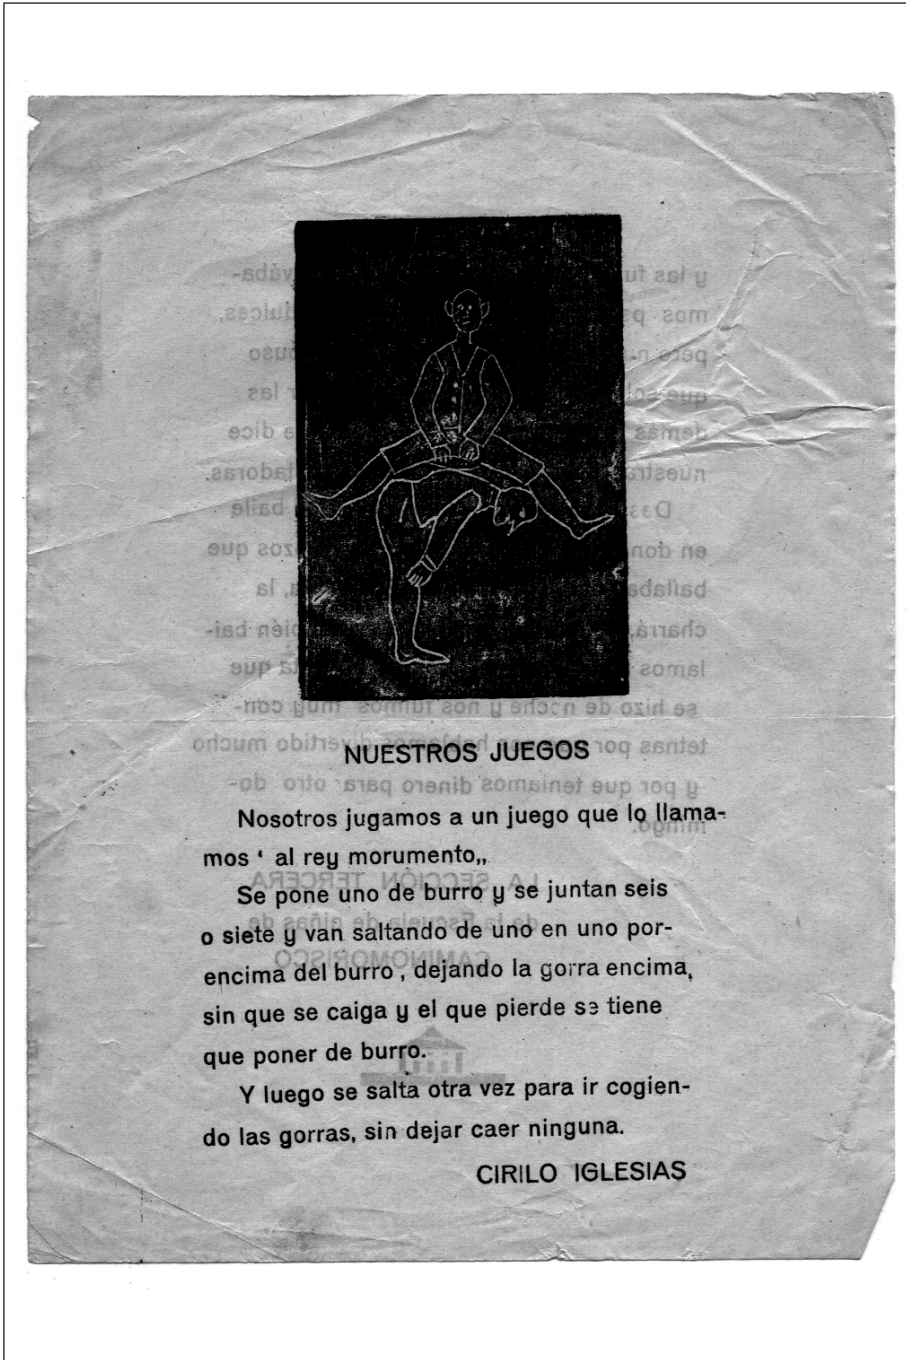 NUESTROS JUEGOS
Nosotros jugamos a un juego que lo llama-
mos ‘ al rey morumento„
Se pone uno de burro y se juntan seis
o siete y van saltando de uno en uno por-
encima del burro, dejando la gorra encima,
sin que se caiga y el que pierde se tiene
que poner de burro.
Y luego se salta otra vez para ir cogien-
do las gorras, sin dejar caer ninguna.
CIRILO IGLESIAS